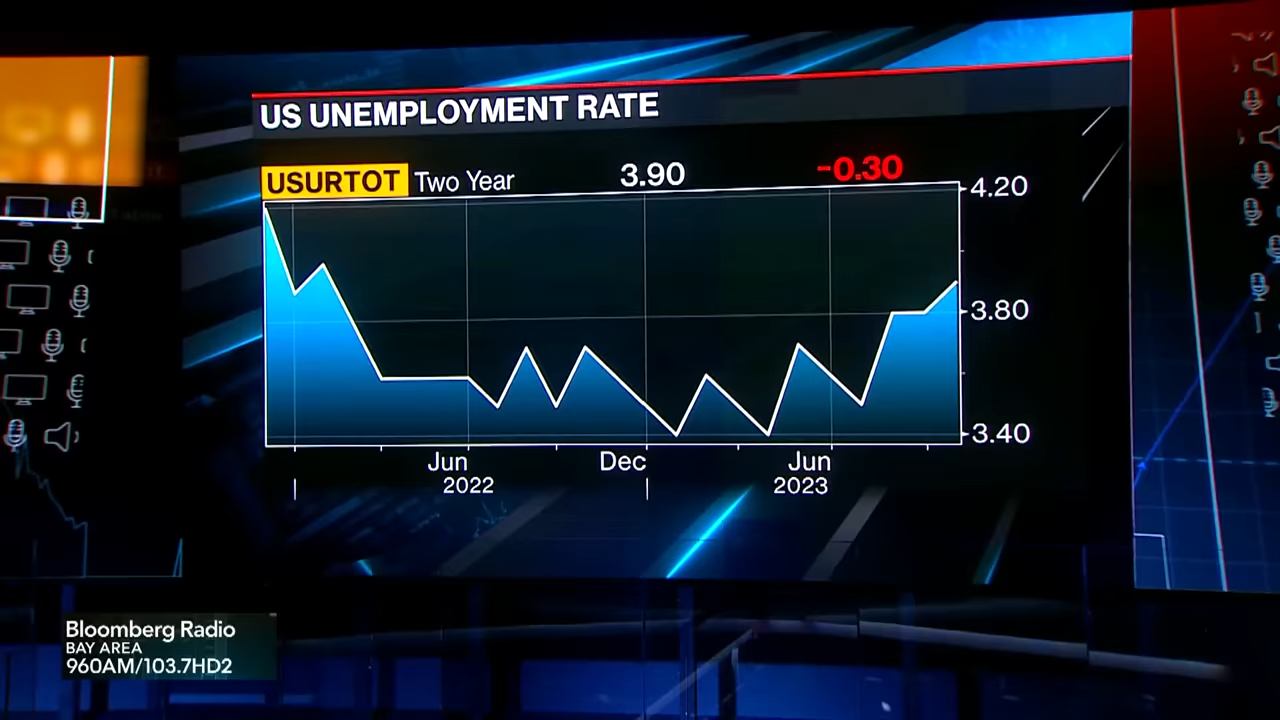 US UNEMPLOYMENT RATE
USURTOT Two Year 3.90 -0.30
4.20
3.80
3.40
Jun Dec Jun
2022 2023
Bloomberg Radio
BAY AREA
960AM/103.7HD2